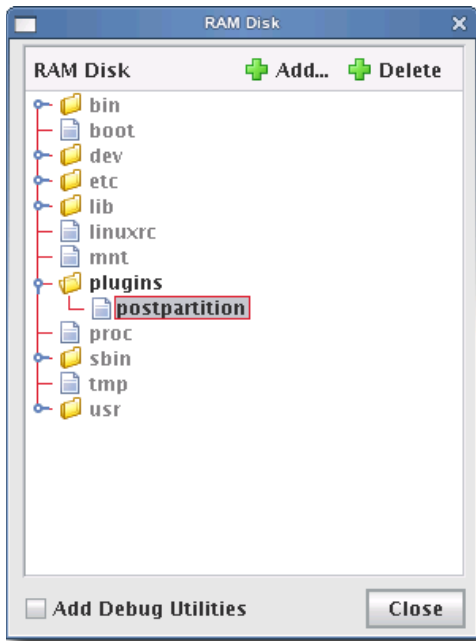 RAM Disk
RAM Disk Add... Delete
bin
boot
dev
etc
lib
linuxrc
mnt
plugins
postpartition
proc
sbin
tmp
usr
Add Debug Utilities Close